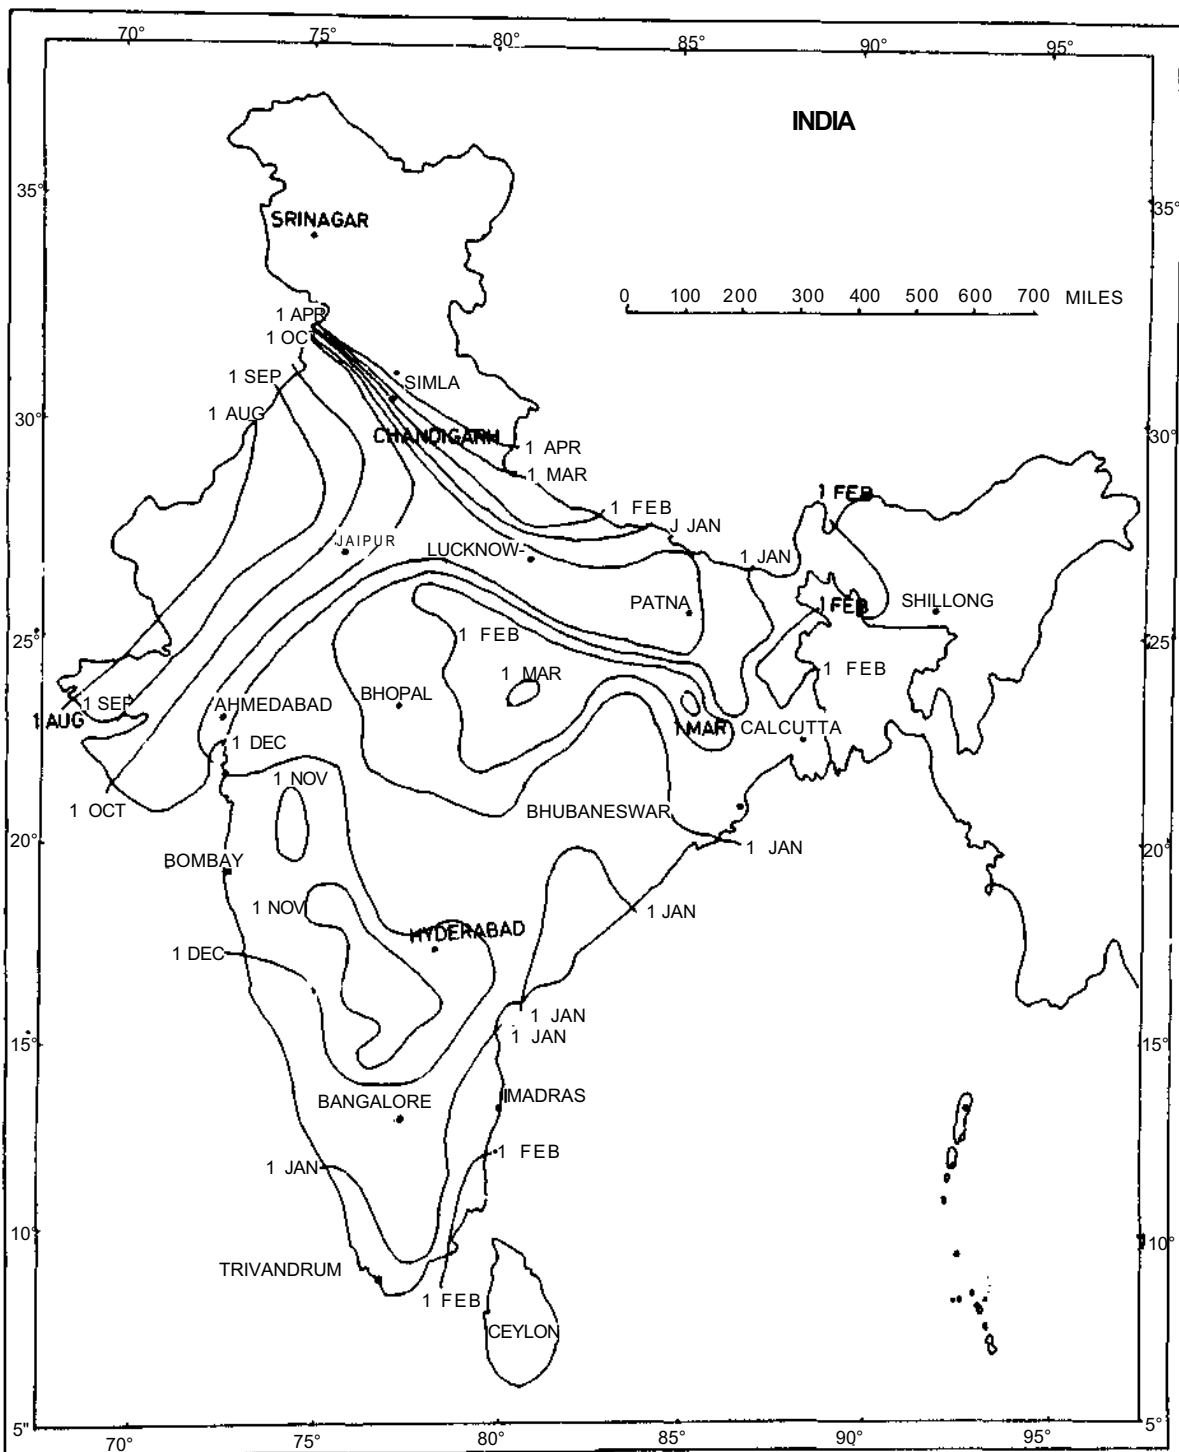 70° 75° 80° 85° 90° 95°
INDIA
35° 35°
SRINAGAR
0 100 200 300 400 500 600 700 MILES
1 APR
1 OCT
1 SEP
SIMLA
1 AUG
30° 30°
CHANDIGARH
1 APR
1 MAR
1 FEB
1 FEB
J JAN
JAIPUR
LUCKNOW-
1 JAN
PATNA
1 FEB
SHILLONG
25° 25°
1 FEB
1 FEB
1 MAR
BHOPAL
1 SEP
AHMEDABAD
1 AUG
1 MAR
CALCUTTA
1 DEC
1 NOV
1 OCT
BHUBANESWAR
20° 20°
1 JAN
BOMBAY
1 NOV
1 JAN
HYDERABAD
1 DEC
1 JAN
1 JAN
15° 15°
BANGALORE
MADRAS
1 FEB
1 JAN
10° 10°
TRIVANDRUM
1 FEB
CEYLON
5" 5°
70° 75° 80° 85° 90° 95°